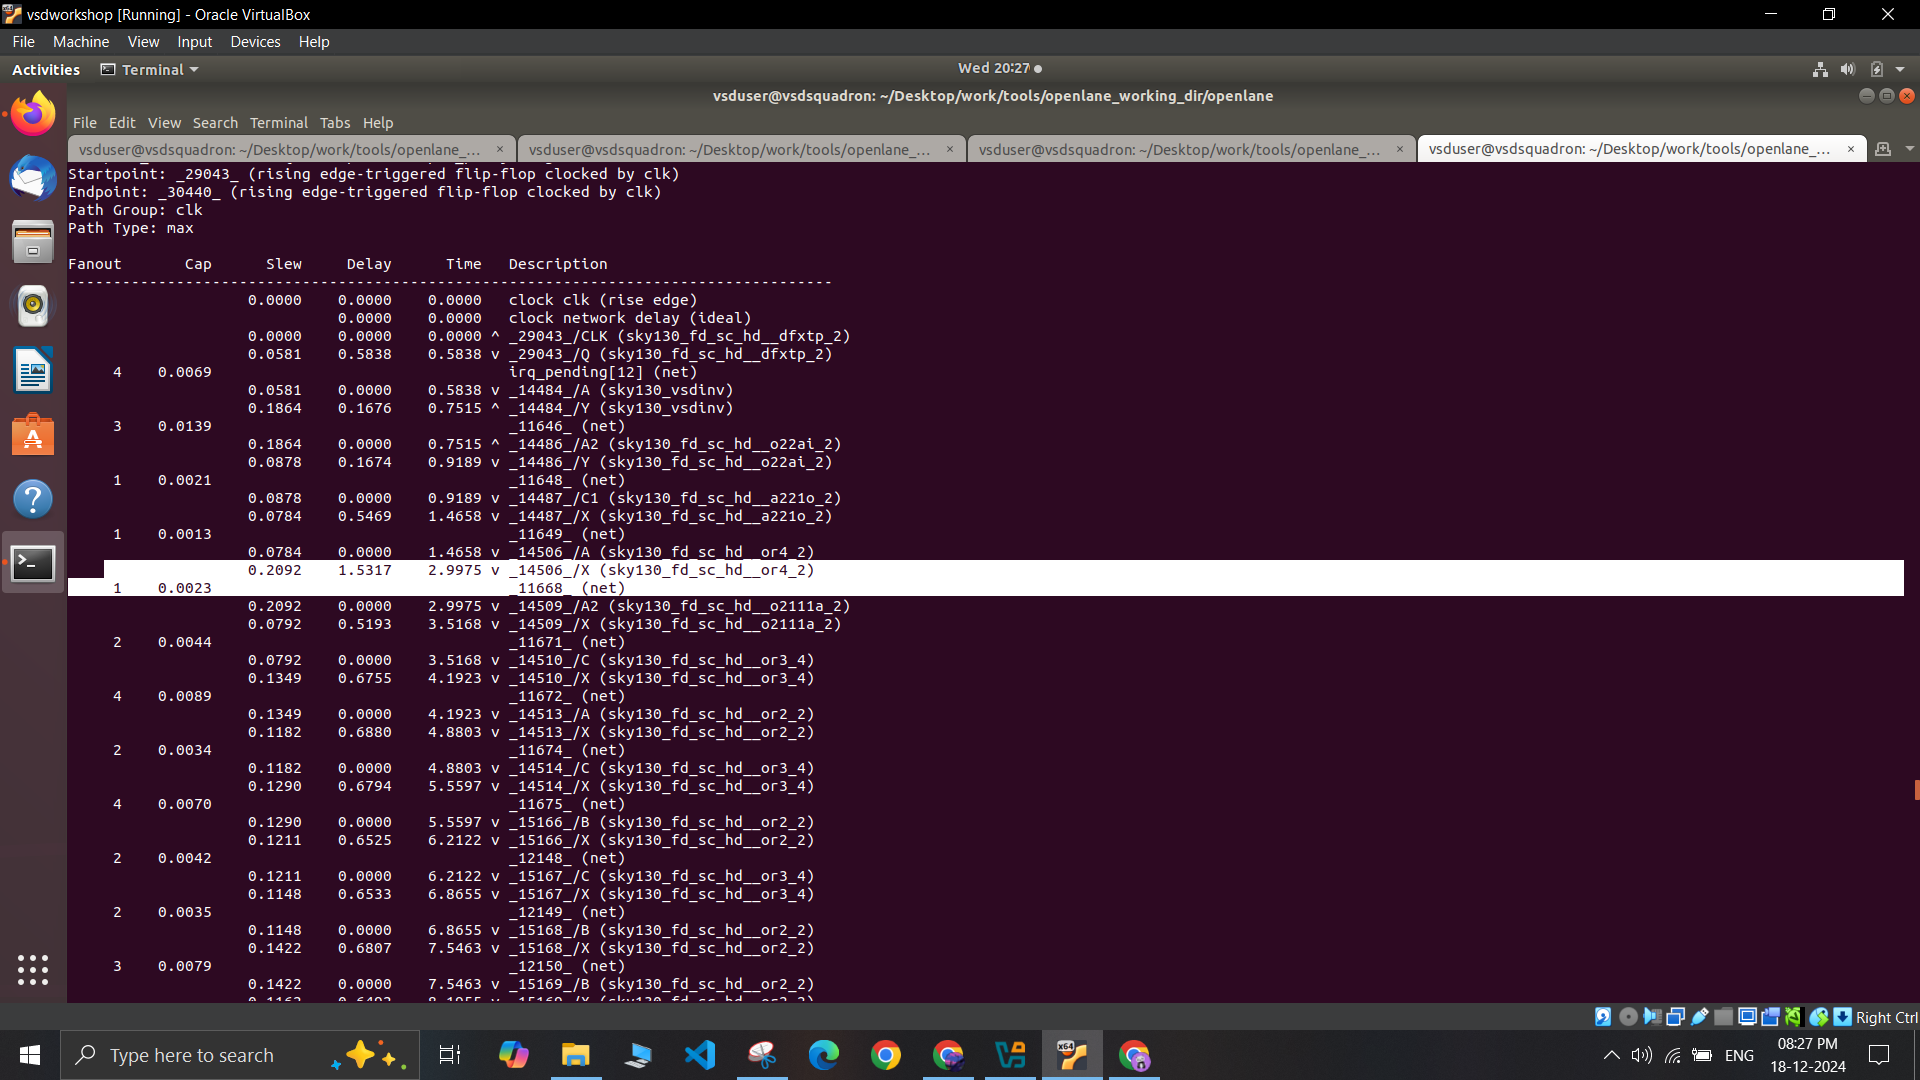 vsdworkshop [Running] - Oracle VirtualBox
File Machine View Input Devices Help
Activities Terminal Wed 20:27
vsduser@vsdsquadron: ~/Desktop/work/tools/openlane_working_dir/openlane
File Edit View Search Terminal Tabs Help
vsduser@vsdsquadron: ~/Desktop/work/tools/openlane_... × vsduser@vsdsquadron: ~/Desktop/work/tools/openlane_... × vsduser@vsdsquadron: ~/Desktop/work/tools/openlane_... × vsduser@vsdsquadron: ~/Desktop/work/tools/openlane_... ×
Startpoint: _29043_ (rising edge-triggered flip-flop clocked by clk)
Endpoint: _30440_ (rising edge-triggered flip-flop clocked by clk)
Path Group: clk
Path Type: max
Fanout Cap Slew Delay Time Description
-------------------------------------------------------------------------------------
0.0000 0.0000 0.0000 clock clk (rise edge)
0.0000 0.0000 clock network delay (ideal)
0.0000 0.0000 0.0000 ^ _29043_/CLK (sky130_fd_sc_hd__dfxtp_2)
0.0581 0.5838 0.5838 v _29043_/Q (sky130_fd_sc_hd__dfxtp_2)
4 0.0069 irq_pending[12] (net)
0.0581 0.0000 0.5838 v _14484_/A (sky130_vsdinv)
0.1864 0.1676 0.7515 ^ _14484_/Y (sky130_vsdinv)
3 0.0139 _11646_ (net)
0.1864 0.0000 0.7515 ^ _14486_/A2 (sky130_fd_sc_hd__o22ai_2)
0.0878 0.1674 0.9189 v _14486_/Y (sky130_fd_sc_hd__o22ai_2)
1 0.0021 _11648_ (net)
0.0878 0.0000 0.9189 v _14487_/C1 (sky130_fd_sc_hd__a221o_2)
0.0784 0.5469 1.4658 v _14487_/X (sky130_fd_sc_hd__a221o_2)
1 0.0013 _11649_ (net)
0.0784 0.0000 1.4658 v _14506_/A (sky130_fd_sc_hd__or4_2)
0.2092 1.5317 2.9975 v _14506_/X (sky130_fd_sc_hd__or4_2)
1 0.0023 _11668_ (net)
0.2092 0.0000 2.9975 v _14509_/A2 (sky130_fd_sc_hd__o2111a_2)
0.0792 0.5193 3.5168 v _14509_/X (sky130_fd_sc_hd__o2111a_2)
2 0.0044 _11671_ (net)
0.0792 0.0000 3.5168 v _14510_/C (sky130_fd_sc_hd__or3_4)
0.1349 0.6755 4.1923 v _14510_/X (sky130_fd_sc_hd__or3_4)
4 0.0089 _11672_ (net)
0.1349 0.0000 4.1923 v _14513_/A (sky130_fd_sc_hd__or2_2)
0.1182 0.6880 4.8803 v _14513_/X (sky130_fd_sc_hd__or2_2)
2 0.0034 _11674_ (net)
0.1182 0.0000 4.8803 v _14514_/C (sky130_fd_sc_hd__or3_4)
0.1290 0.6794 5.5597 v _14514_/X (sky130_fd_sc_hd__or3_4)
4 0.0070 _11675_ (net)
0.1290 0.0000 5.5597 v _15166_/B (sky130_fd_sc_hd__or2_2)
0.1211 0.6525 6.2122 v _15166_/X (sky130_fd_sc_hd__or2_2)
2 0.0042 _12148_ (net)
0.1211 0.0000 6.2122 v _15167_/C (sky130_fd_sc_hd__or3_4)
0.1148 0.6533 6.8655 v _15167_/X (sky130_fd_sc_hd__or3_4)
2 0.0035 _12149_ (net)
0.1148 0.0000 6.8655 v _15168_/B (sky130_fd_sc_hd__or2_2)
0.1422 0.6807 7.5463 v _15168_/X (sky130_fd_sc_hd__or2_2)
3 0.0079 _12150_ (net)
0.1422 0.0000 7.5463 v _15169_/B (sky130_fd_sc_hd__or2_2)
Right Ctrl
Type here to search
ENG
08:27 PM
18-12-2024